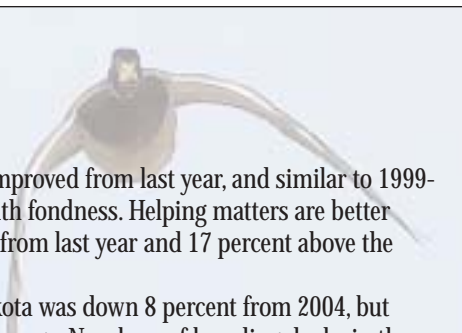 mproved from last year, and similar to 1999-
th fondness. Helping matters are better
from last year and 17 percent above the
kota was down 8 percent from 2004, but